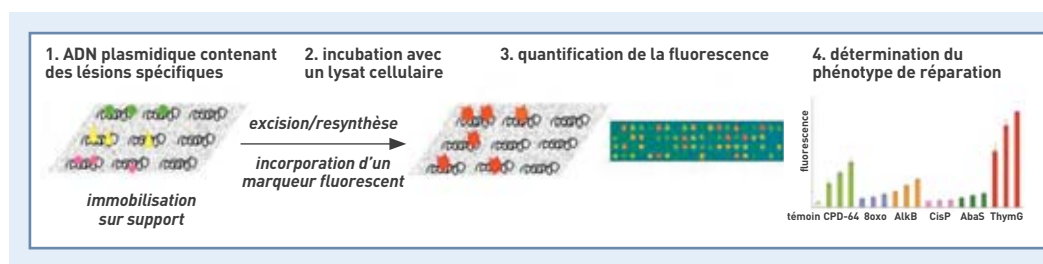 1. ADN plasmidique contenant
des lésions spécifiques
2. incubation avec
un lysat cellulaire
3. quantification de la fluorescence
4. détermination du
phénotype de réparation
excision/resynthèse
incorporation d'un
marqueur fluorescent
immobilisation
sur support
fluorescence
témoin CPD-64 8oxo AlkB CisP AbaS ThymG